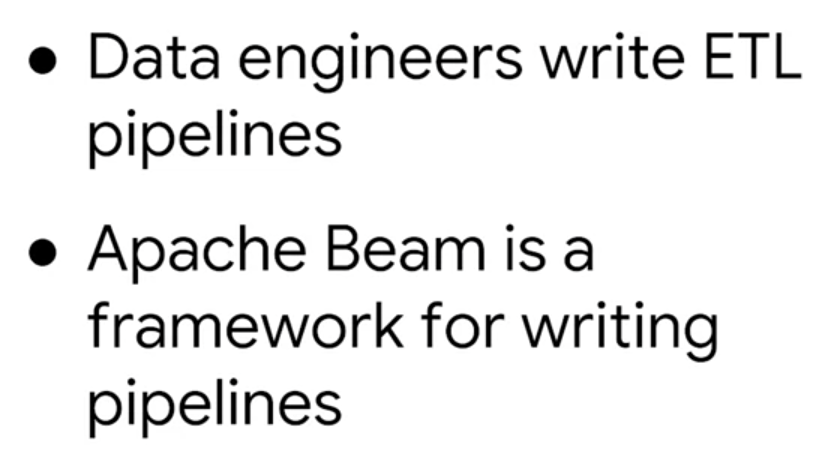 ● Data engineers write ETL
pipelines
● Apache Beam is a
framework for writing
pipelines